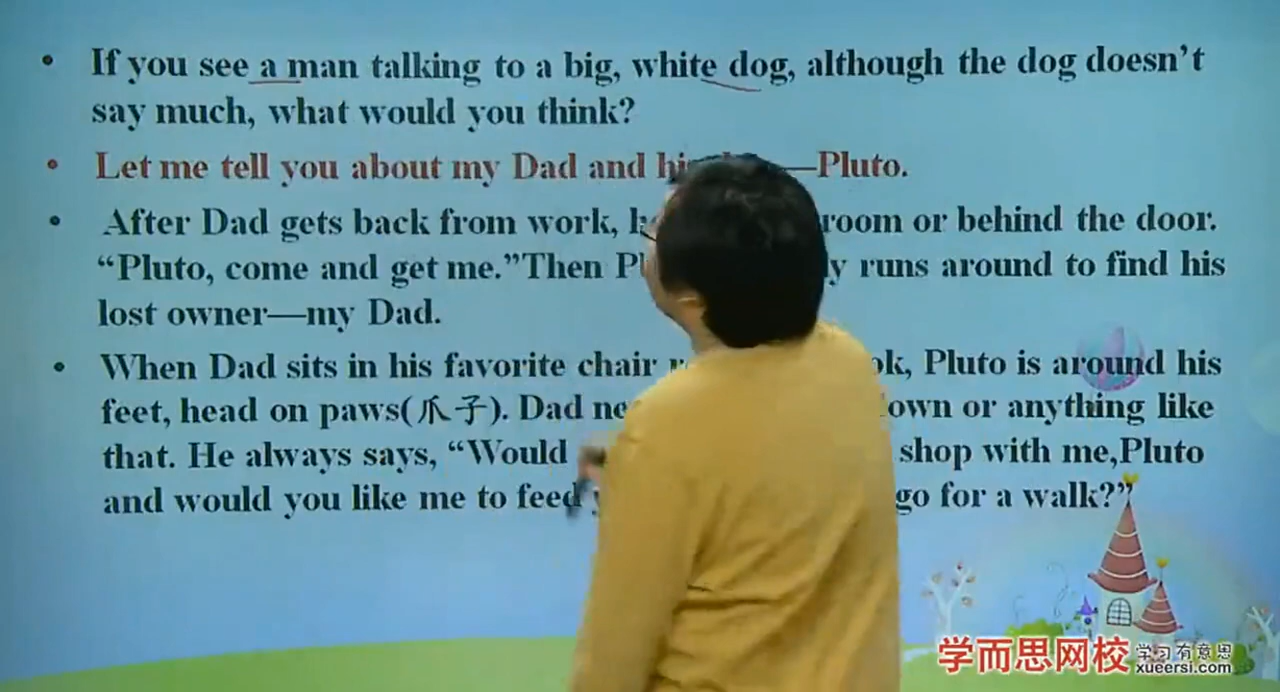 • If you see a man talking to a big, white dog, although the dog doesn't
say much, what would you think?
• Let me tell you about my Dad and —Pluto.
• After Dad gets back from work, room or behind the door.
“Pluto, come and get me.”Then runs around to find his
lost owner—my Dad.
• When Dad sits in his favorite chair Pluto is around his
feet, head on paws(爪子). Dad or anything like
that. He always says, “Would shop with me,Pluto
and would you like me to feed go for a walk?”
学而思网校 学习有意思
xueersi.com